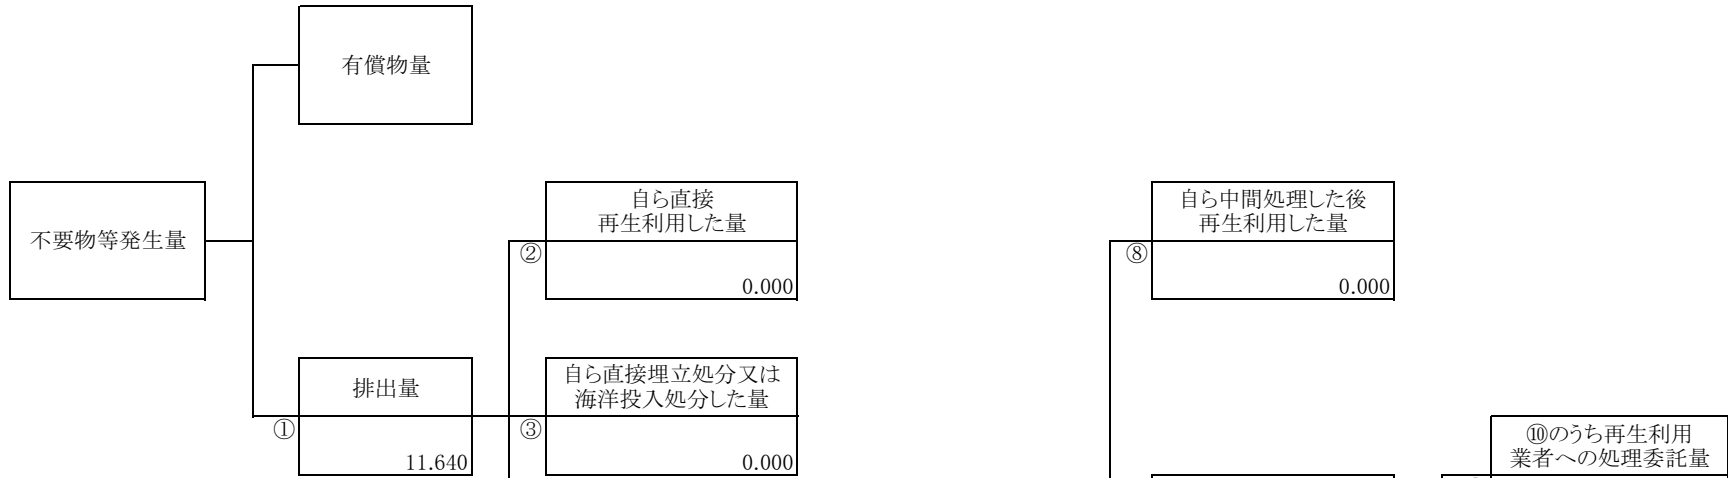 有償物量
不要物等発生量
自ら直接
再生利用した量
②
0.000
自ら中間処理した後
再生利用した量
⑧
0.000
排出量
①
11.640
自ら直接埋立処分又は
海洋投入処分した量
③
0.000
⑩のうち再生利用
業者への処理委託量